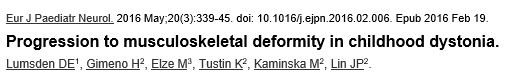 Eur J Paediatr Neurol. 2016 May;20(3):339-45. doi: 10.1016/j.ejpn.2016.02.006. Epub 2016 Feb 19.
Progression to musculoskeletal deformity in childhood dystonia.
Lumsden DE¹, Gimeno H², Elze M³, Tustin K², Kaminska M², Lin JP².